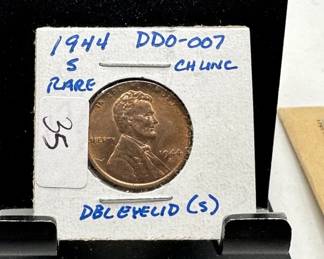 1944 DDO-007
S CH UNC
RARE
35
LIBERTY
1944
S
DBL EYELID (S)